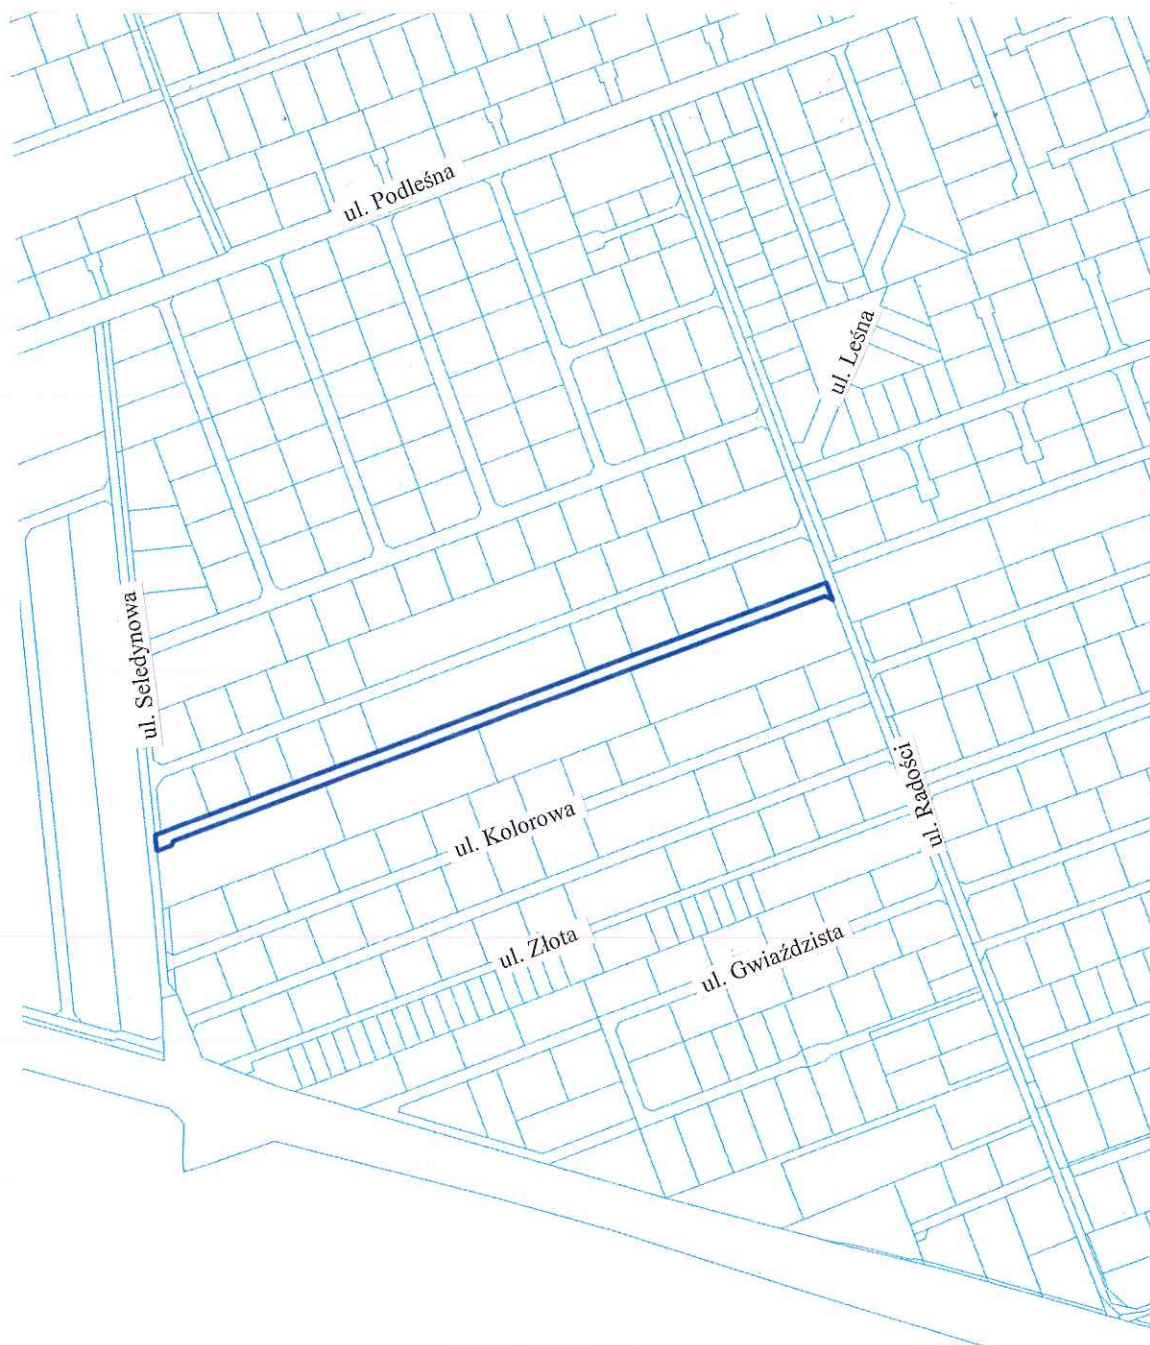 ul. Podleśna
ul. Leśna
ul. Seledynowa
ul. Radości
ul. Kolorowa
ul. Złota
ul. Gwiaździsta